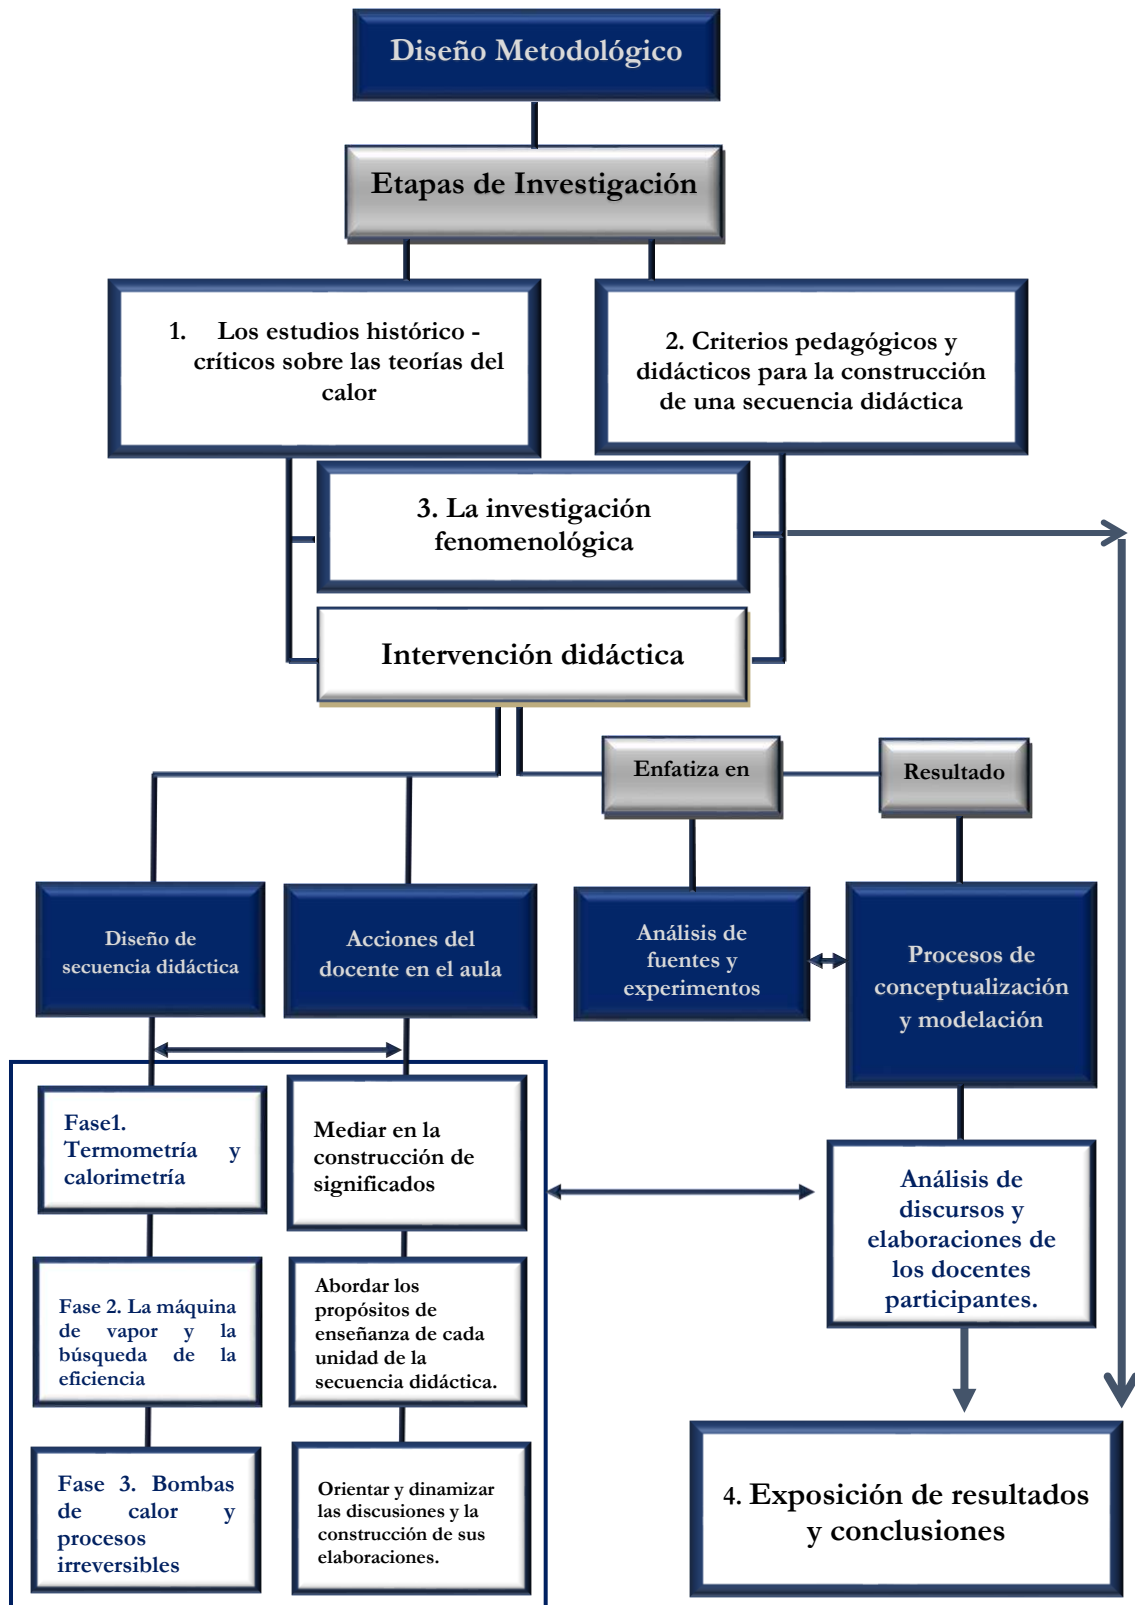 Diseño Metodológico
Etapas de Investigación
1. Los estudios histórico -
críticos sobre las teorías del
calor
2. Criterios pedagógicos y
didácticos para la construcción
de una secuencia didáctica
3. La investigación
fenomenológica
Intervención didáctica
Enfatiza en
Resultado
Diseño de
secuencia didáctica
Acciones del
docente en el aula
Análisis de
fuentes y
experimentos
Procesos de
conceptualización
y modelación
Fase1.
Termometría y
calorimetría
Mediar en la
construcción de
significados
Análisis de
discursos y
elaboraciones de
los docentes
participantes.
Fase 2. La máquina
de vapor y la
búsqueda de la
eficiencia
Abordar los
propósitos de
enseñanza de cada
unidad de la
secuencia didáctica.
Fase 3. Bombas
de calor y
procesos
irreversibles
Orientar y dinamizar
las discusiones y la
construcción de sus
elaboraciones.
4. Exposición de resultados
y conclusiones